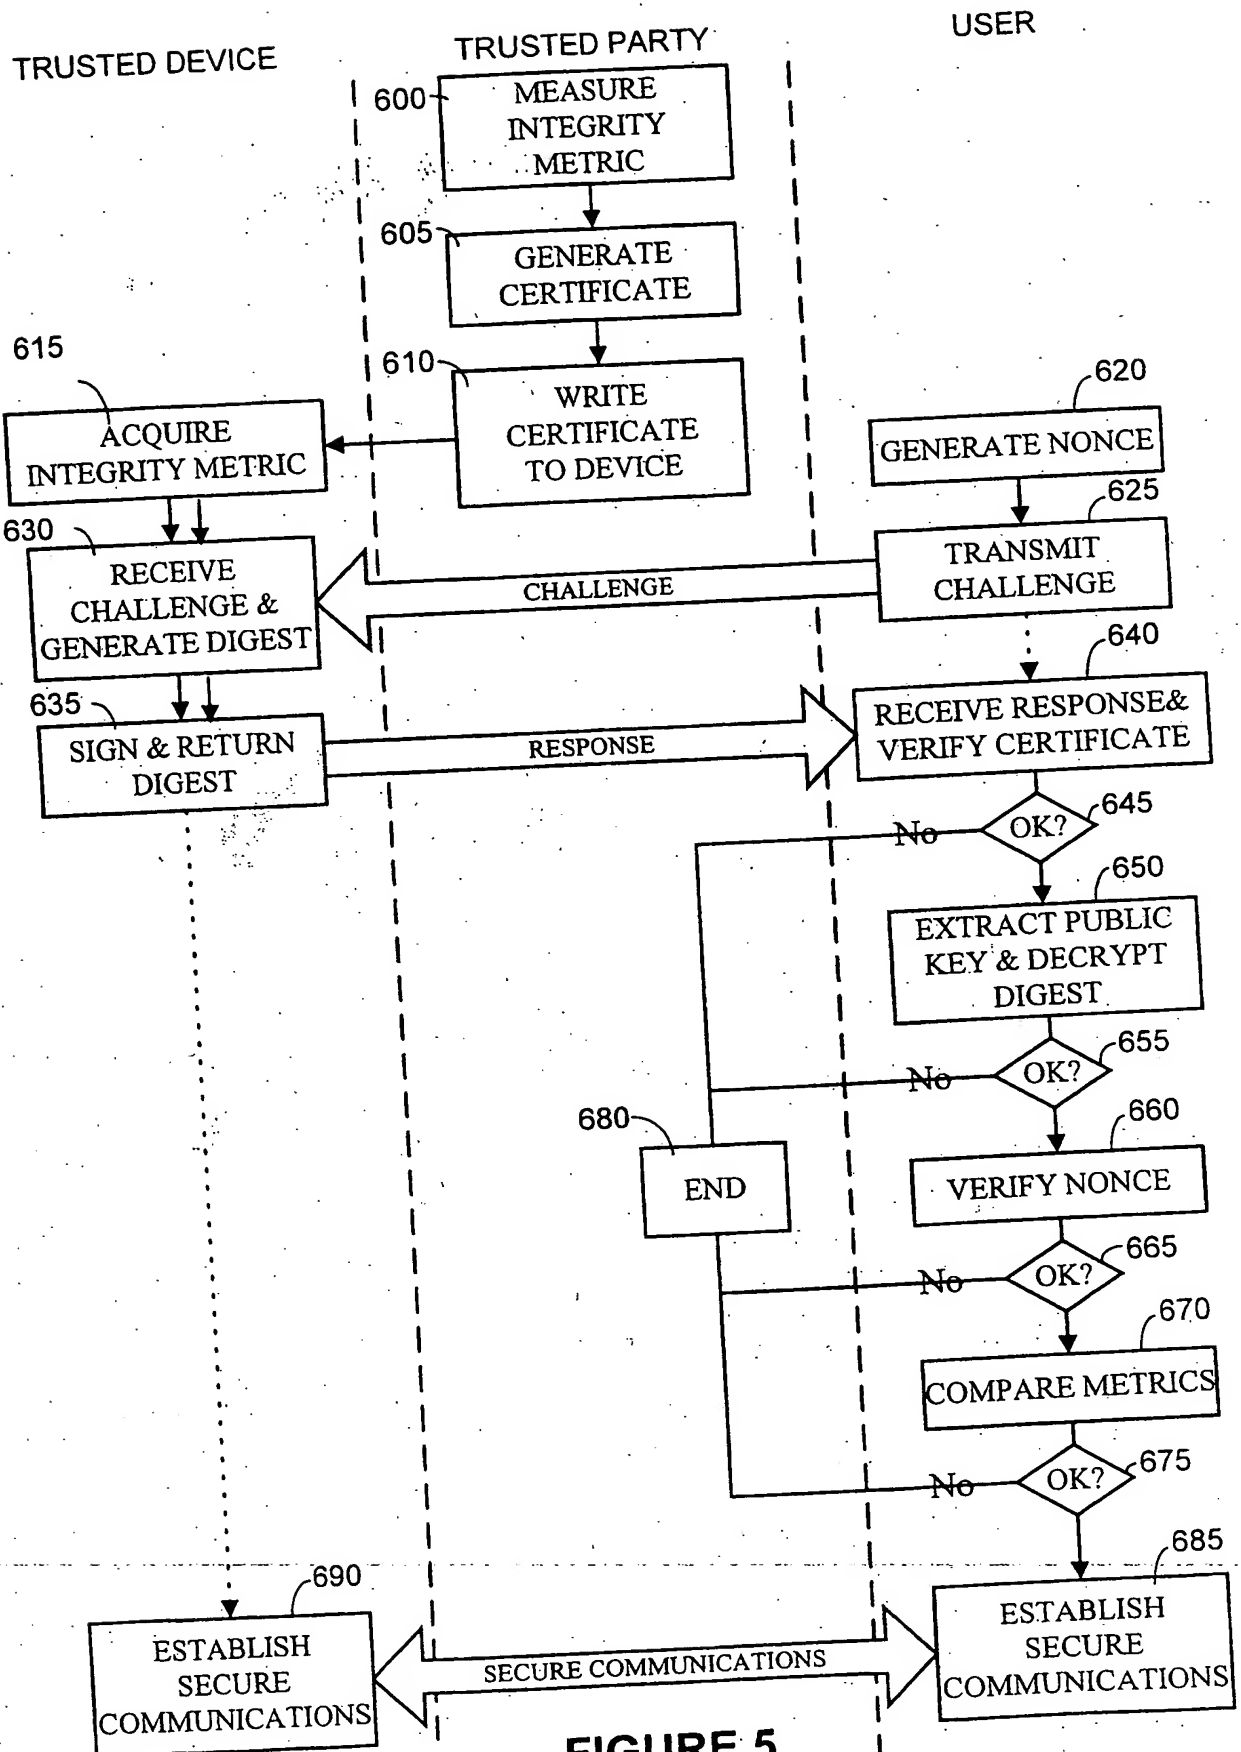 TRUSTED DEVICE
TRUSTED PARTY
USER
600
MEASURE
INTEGRITY
METRIC
605
GENERATE
CERTIFICATE
610
WRITE
CERTIFICATE
TO DEVICE
615
ACQUIRE
INTEGRITY METRIC
620
GENERATE NONCE
625
TRANSMIT
CHALLENGE
630
RECEIVE
CHALLENGE &
GENERATE DIGEST
CHALLENGE
635
SIGN & RETURN
DIGEST
RESPONSE
640
RECEIVE RESPONSE&
VERIFY CERTIFICATE
645
OK?
No
650
EXTRACT PUBLIC
KEY & DECRYPT
DIGEST
655
OK?
No
680
END
660
VERIFY NONCE
665
OK?
No
670
COMPARE METRICS
675
OK?
No
690
ESTABLISH
SECURE
COMMUNICATIONS
SECURE COMMUNICATIONS
685
ESTABLISH
SECURE
COMMUNICATIONS
FIGURE 5